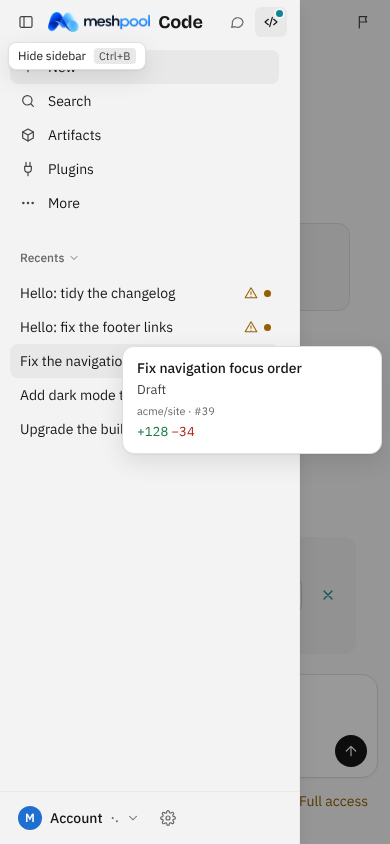 meshpool Code
Hide sidebar Ctrl+B
New
Search
Artifacts
Plugins
More
Recents
Hello: tidy the changelog
Hello: fix the footer links
Fix the navigatio
Fix navigation focus order
Draft
acme/site · #39
+128 −34
Add dark mode t
Upgrade the buil
Full access
M Account